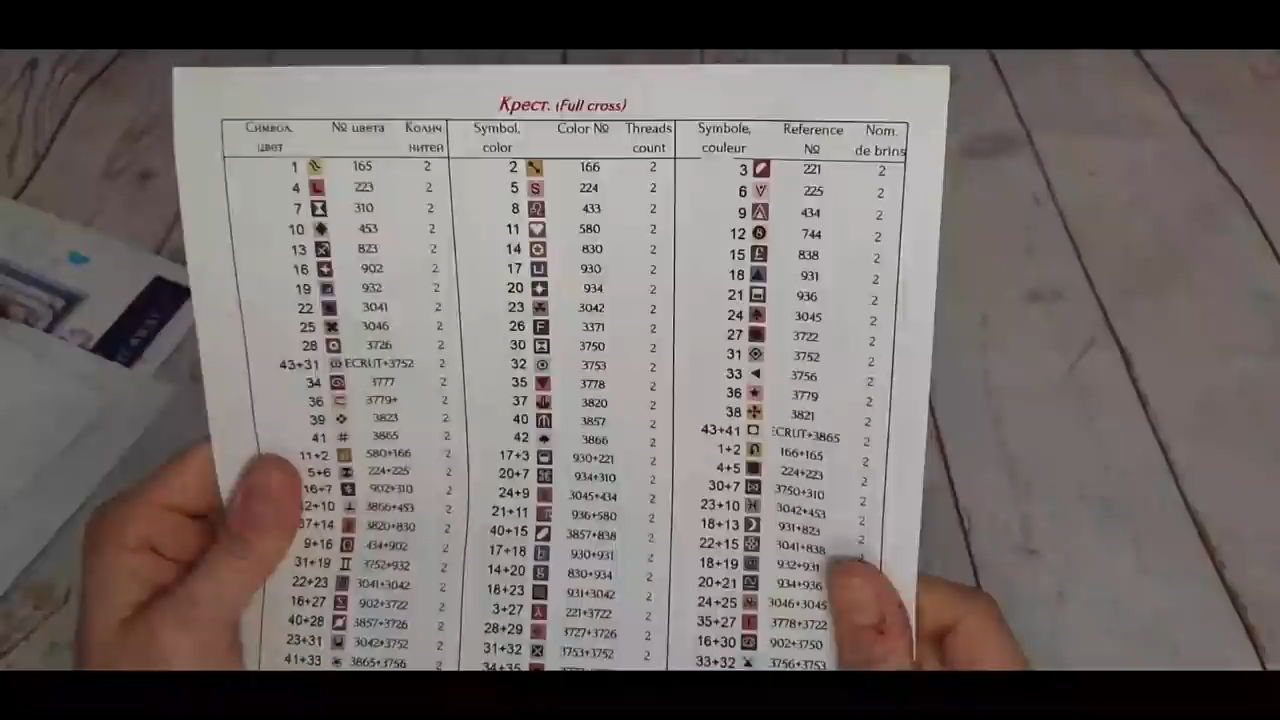 Крест. (Full cross)
Символ, № цвета Колич Symbol, Color № Threads Symbole, Reference Nom.
цвет нитей color count couleur № de brins
1 165 2 2 166 2 3 221 2
4 L 223 2 5 S 224 2 6 225 2
7 310 2 8 433 2 9 434 2
10 453 2 11 580 2 12 8 744 2
13 823 2 14 830 2 15 £ 838 2
16 902 2 17 930 2 18 931 2
19 932 2 20 934 2 21 936 2
22 3041 2 23 3042 2 24 3045 2
25 3046 2 26 F 3371 2 27 3722 2
28 3726 2 30 3750 2 31 3752 2
43+31 ECRUT+3752 2 32 3753 2 33 3756 2
34 3777 2 35 3778 2 36 3779 2
36 3779+ 2 37 3820 2 38 3821 2
39 3823 2 40 3857 2 43+41 ECRUT+3865 2
41 # 3865 2 42 3866 2 1+2 166+165 2
11+2 580+166 2 17+3 930+221 2 4+5 224+223 2
5+6 224+225 2 20+7 934+310 2 30+7 3750+310 2
16+7 902+310 2 24+9 3045+434 2 23+10 3042+453 2
42+10 3866+453 2 21+11 936+580 2 18+13 931+823 2
37+14 3820+830 2 40+15 3857+838 2 22+15 3041+838 2
9+16 434+902 2 17+18 b 930+931 2 18+19 932+931
31+19 3752+932 2 14+20 g 830+934 2 20+21 934+936
22+23 3041+3042 2 18+23 931+3042 2 24+25 3046+3045
16+27 Σ 902+3722 2 3+27 221+3722 2 35+27 3778+3722
40+28 3857+3726 2 28+29 3727+3726 2 16+30 902+3750
23+31 3042+3752 2 31+32 3753+3752 2 33+32 3756+3753
41+33 3865+3756 2 34+35